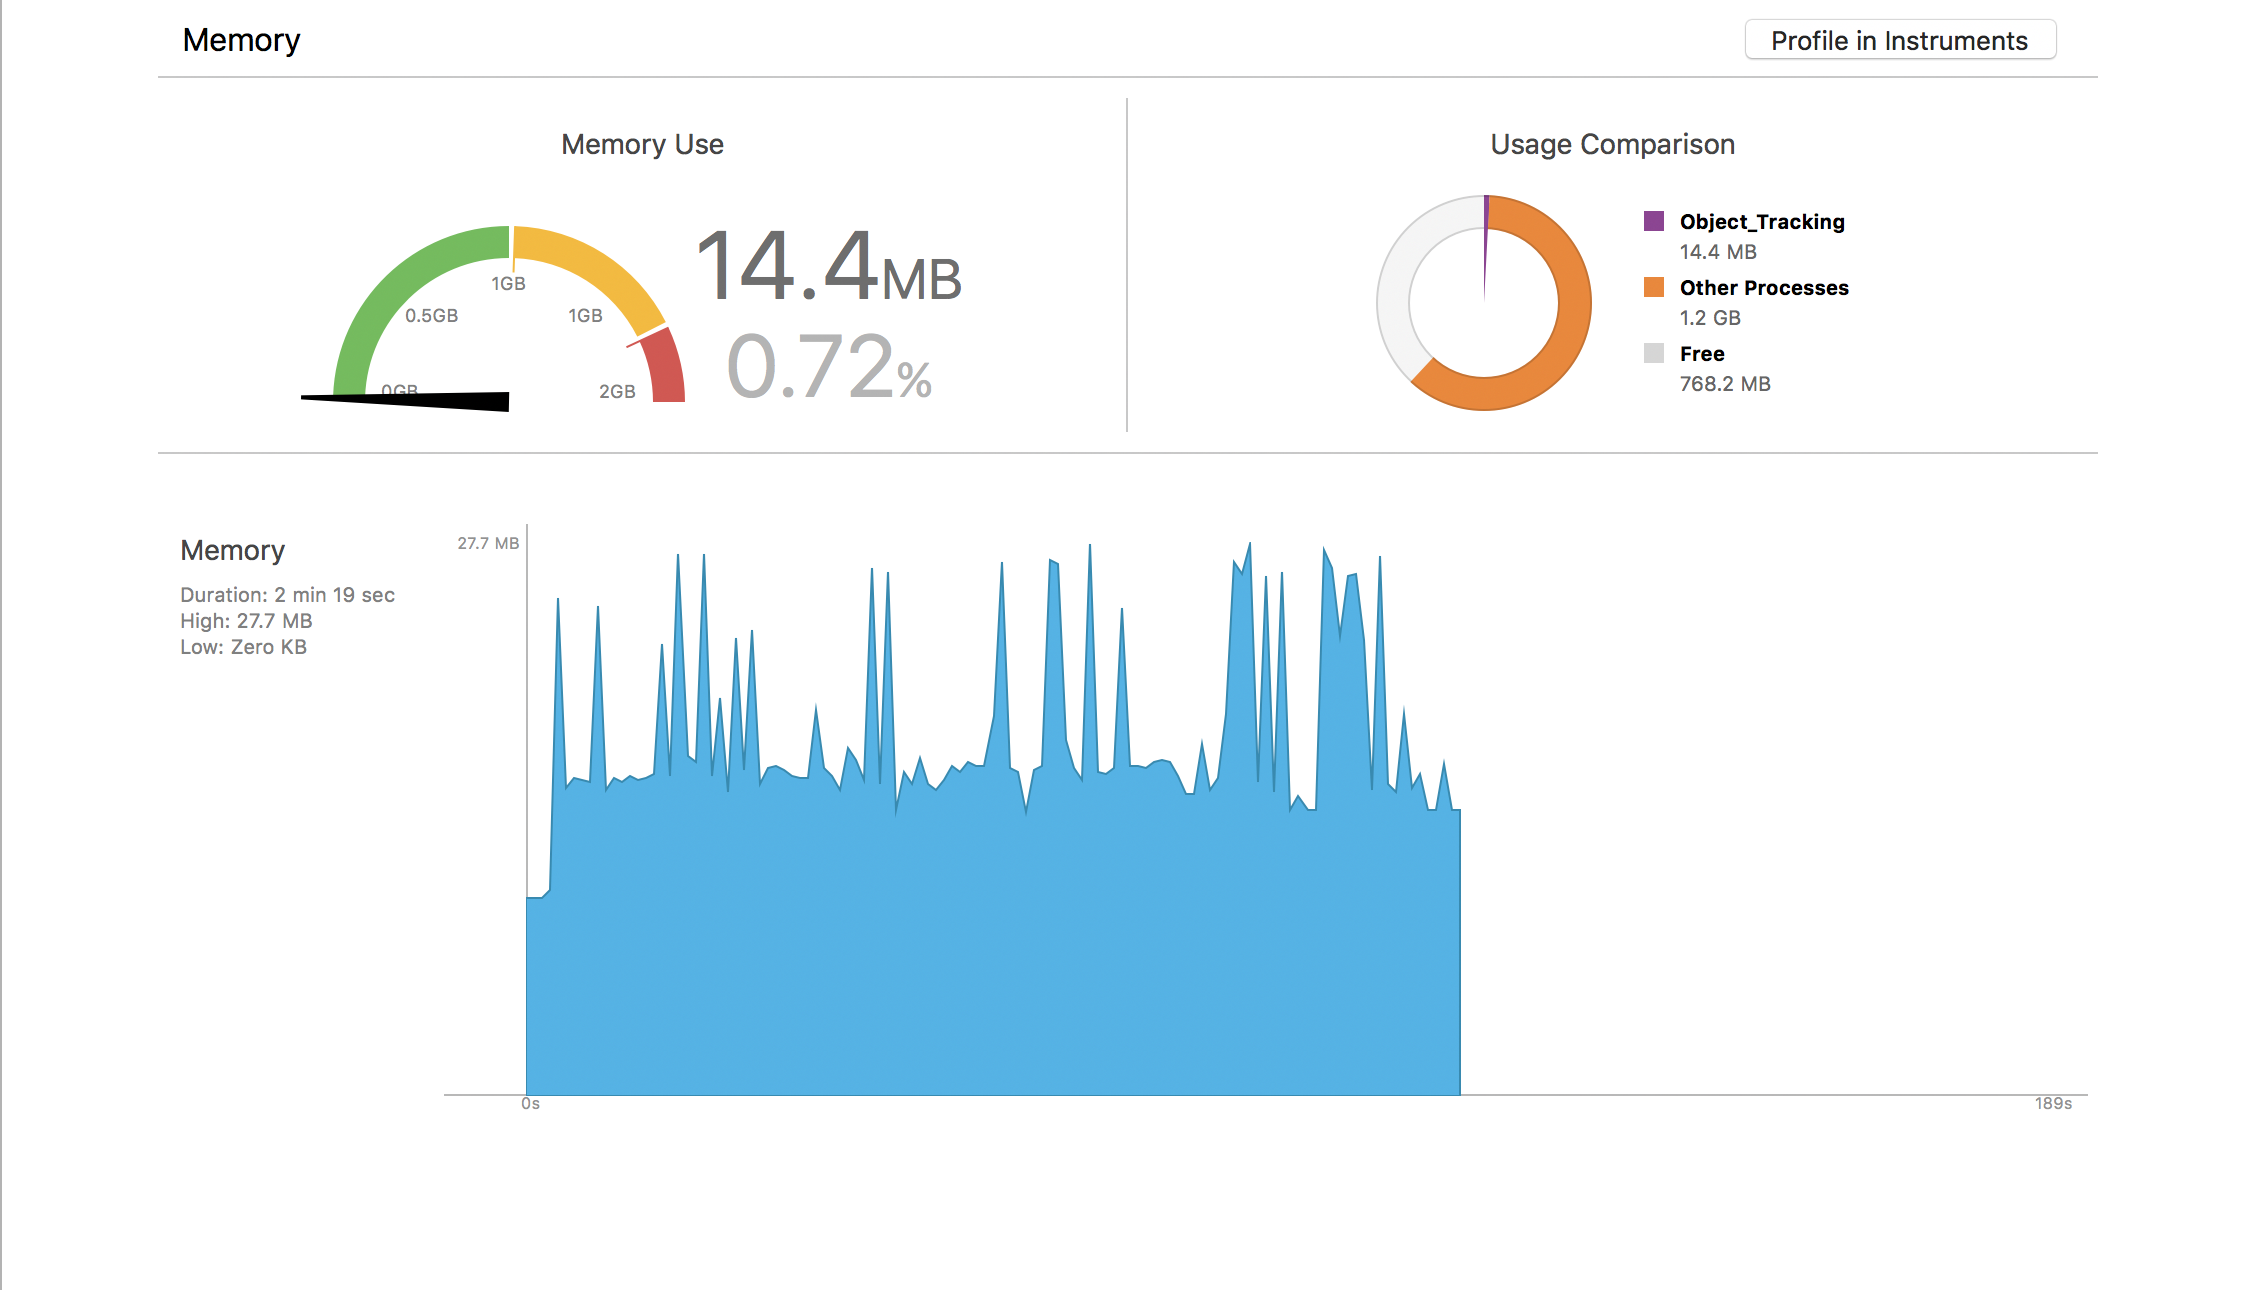 Memory
Profile in Instruments
Memory Use
1GB
0.5GB
1GB
0GB
2GB
14.4MB
0.72%
Usage Comparison
Object_Tracking
14.4 MB
Other Processes
1.2 GB
Free
768.2 MB
Memory
Duration: 2 min 19 sec
High: 27.7 MB
Low: Zero KB
27.7 MB
0s
189s